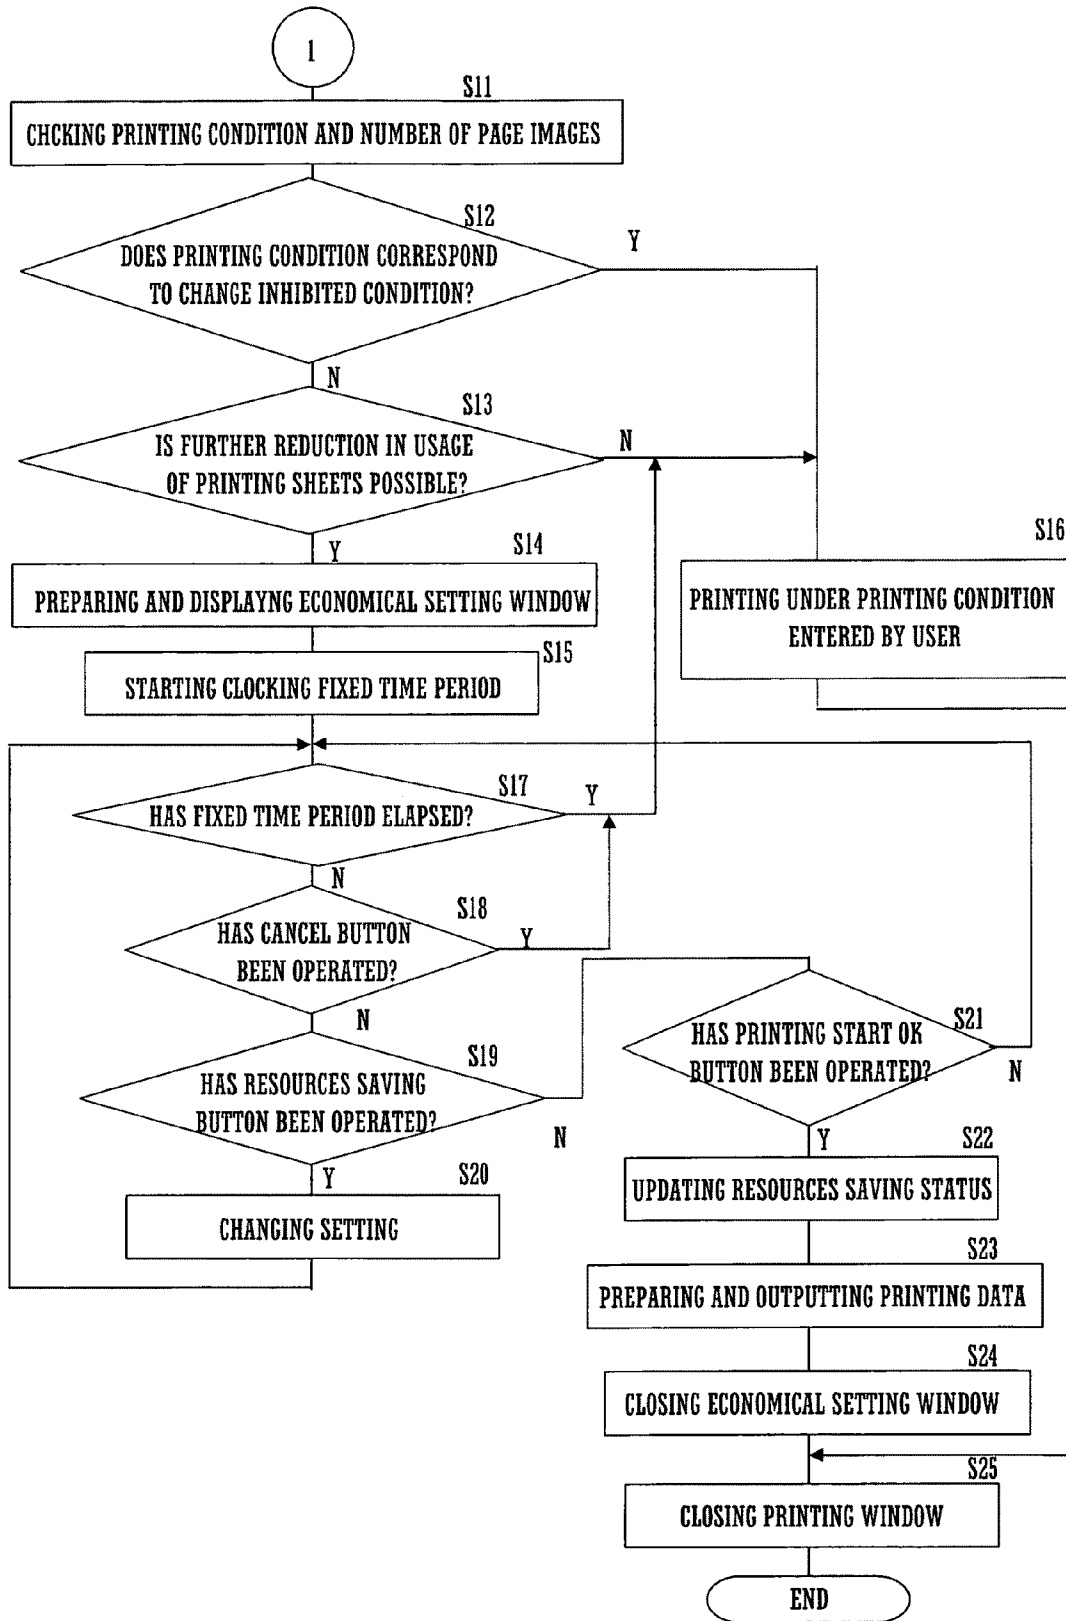 1
S11
CHCKING PRINTING CONDITION AND NUMBER OF PAGE IMAGES
S12
DOES PRINTING CONDITION CORRESPOND
TO CHANGE INHIBITED CONDITION?
Y
N
S13
IS FURTHER REDUCTION IN USAGE
OF PRINTING SHEETS POSSIBLE?
N
Y
S14
PREPARING AND DISPLAYNG ECONOMICAL SETTING WINDOW
S15
STARTING CLOCKING FIXED TIME PERIOD
S16
PRINTING UNDER PRINTING CONDITION
ENTERED BY USER
S17
HAS FIXED TIME PERIOD ELAPSED?
Y
N
S18
HAS CANCEL BUTTON
BEEN OPERATED?
Y
N
S19
HAS RESOURCES SAVING
BUTTON BEEN OPERATED?
N
Y
S20
CHANGING SETTING
S21
HAS PRINTING START OK
BUTTON BEEN OPERATED?
N
Y
S22
UPDATING RESOURCES SAVING STATUS
S23
PREPARING AND OUTPUTTING PRINTING DATA
S24
CLOSING ECONOMICAL SETTING WINDOW
S25
CLOSING PRINTING WINDOW
END